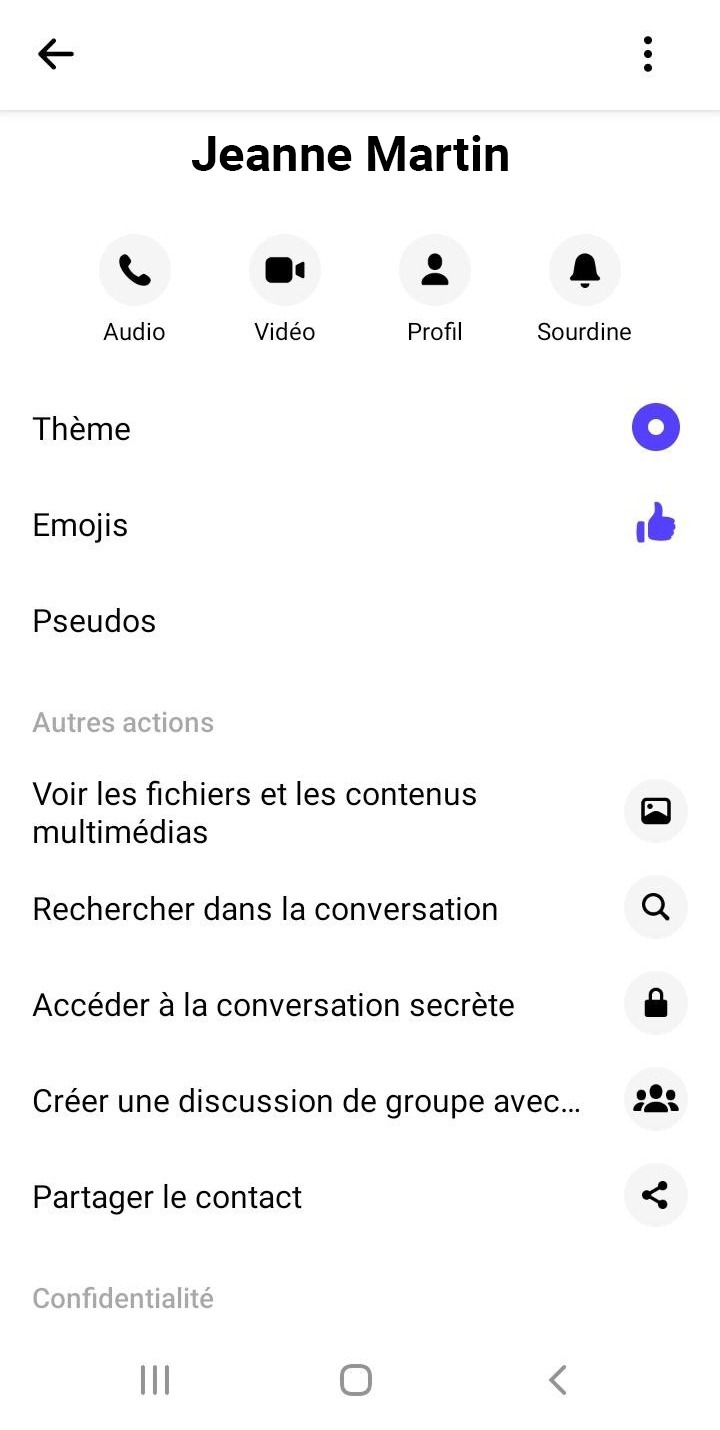 Jeanne Martin
Audio Vidéo Profil Sourdine
Thème
Emojis
Pseudos
Autres actions
Voir les fichiers et les contenus
multimédias
Rechercher dans la conversation
Accéder à la conversation secrète
Créer une discussion de groupe avec...
Partager le contact
Confidentialité